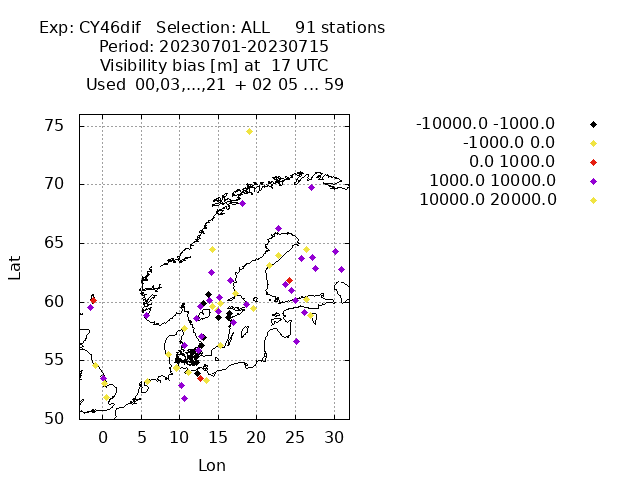 Exp: CY46dif   Selection: ALL     91 stations
Period: 20230701-20230715
Visibility bias [m] at  17 UTC
Used  00,03,...,21  + 02 05 ... 59
-10000.0 -1000.0
-1000.0 0.0
0.0 1000.0
1000.0 10000.0
10000.0 20000.0
75
70
65
60
55
50
Lat
0 5 10 15 20 25 30
Lon